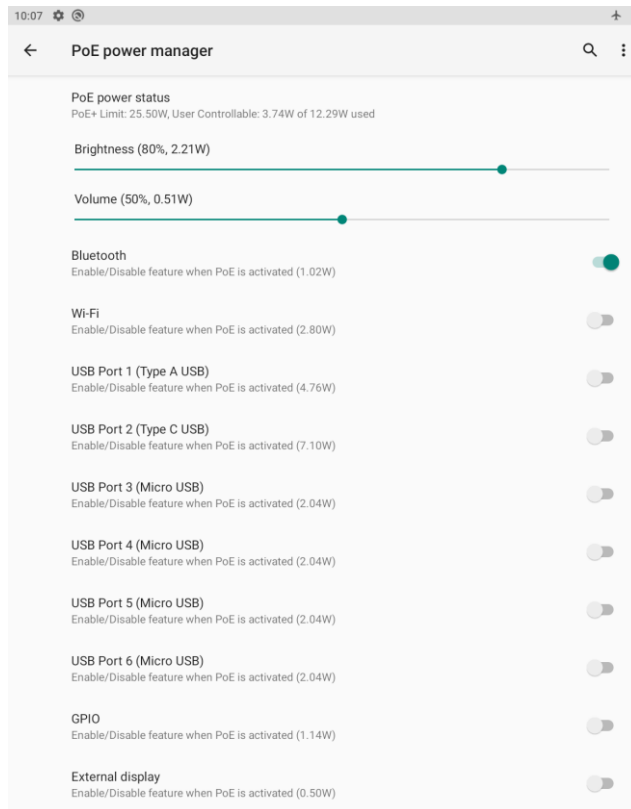 10:07
PoE power manager
PoE power status
PoE+ Limit: 25.50W, User Controllable: 3.74W of 12.29W used
Brightness (80%, 2.21W)
Volume (50%, 0.51W)
Bluetooth
Enable/Disable feature when PoE is activated (1.02W)
Wi-Fi
Enable/Disable feature when PoE is activated (2.80W)
USB Port 1 (Type A USB)
Enable/Disable feature when PoE is activated (4.76W)
USB Port 2 (Type C USB)
Enable/Disable feature when PoE is activated (7.10W)
USB Port 3 (Micro USB)
Enable/Disable feature when PoE is activated (2.04W)
USB Port 4 (Micro USB)
Enable/Disable feature when PoE is activated (2.04W)
USB Port 5 (Micro USB)
Enable/Disable feature when PoE is activated (2.04W)
USB Port 6 (Micro USB)
Enable/Disable feature when PoE is activated (2.04W)
GPIO
Enable/Disable feature when PoE is activated (1.14W)
External display
Enable/Disable feature when PoE is activated (0.50W)